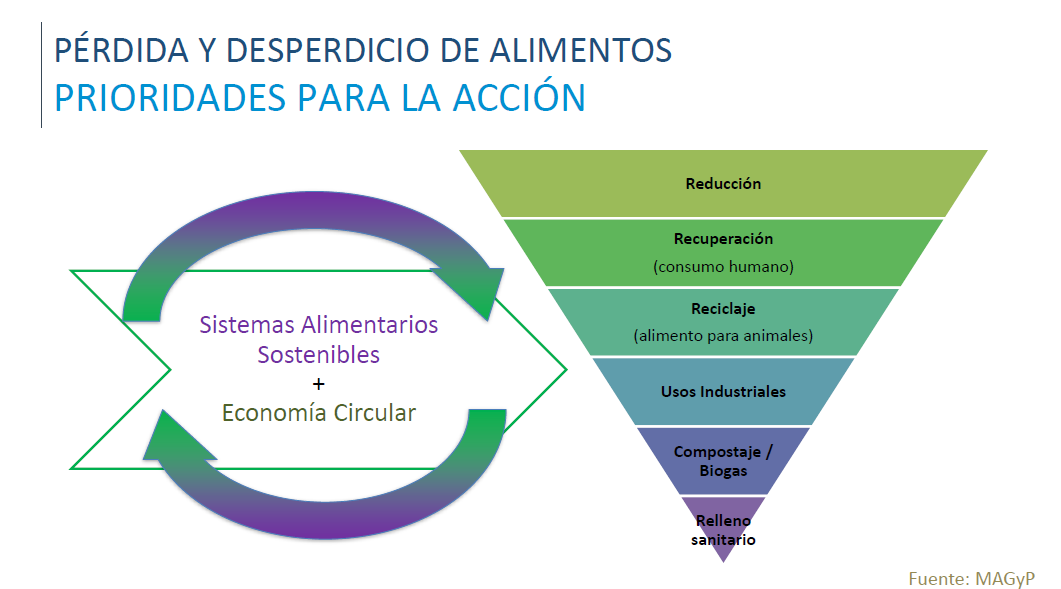 PÉRDIDA Y DESPERDICIO DE ALIMENTOS
PRIORIDADES PARA LA ACCIÓN
Sistemas Alimentarios
Sostenibles
+
Economía Circular
Reducción
Recuperación
(consumo humano)
Reciclaje
(alimento para animales)
Usos Industriales
Compostaje /
Biogas
Relleno
sanitario
Fuente: MAGyP